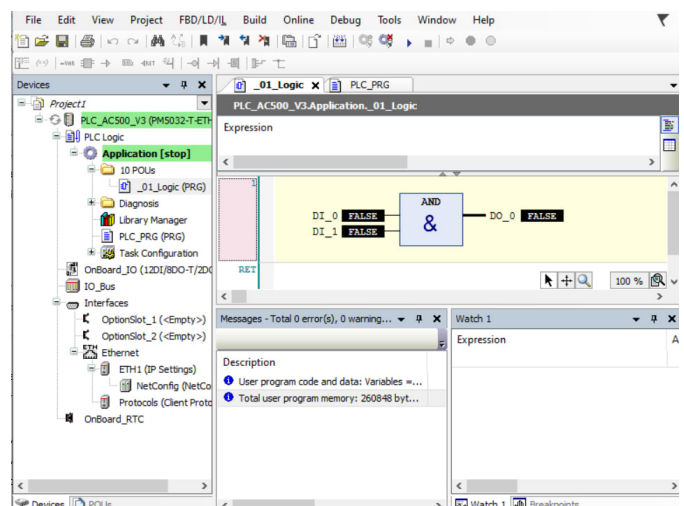 File Edit View Project FBD/LD/IL Build Online Debug Tools Window Help
Devices
Project1
PLC_AC500_V3 (PM5032-T-ETH
PLC Logic
Application [stop]
10 POUs
_01_Logic (PRG)
Diagnosis
Library Manager
PLC_PRG (PRG)
Task Configuration
OnBoard_IO (12DI/8DO-T/2DC
IO_Bus
Interfaces
OptionSlot_1 (<Empty>)
OptionSlot_2 (<Empty>)
Ethernet
ETH1 (IP Settings)
NetConfig (NetCo
Protocols (Client Proto
OnBoard_RTC
Devices POUs
_01_Logic PLC_PRG
PLC_AC500_V3.Application._01_Logic
Expression
1
AND
&
DI_0 FALSE DO_0 FALSE
DI_1 FALSE
RET
100 %
Messages - Total 0 error(s), 0 warning...
Description
User program code and data: Variables =...
Total user program memory: 260848 byt...
Watch 1
Expression A
Watch 1 Breakpoints